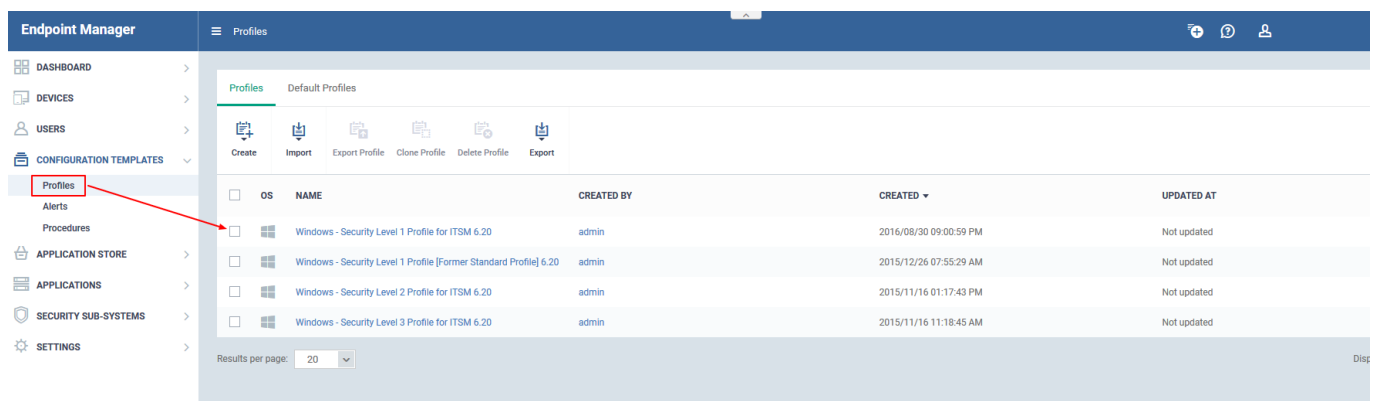 Endpoint Manager
Profiles
DASHBOARD
DEVICES
USERS
CONFIGURATION TEMPLATES
Profiles
Alerts
Procedures
APPLICATION STORE
APPLICATIONS
SECURITY SUB-SYSTEMS
SETTINGS
Profiles Default Profiles
Create Import Export Profile Clone Profile Delete Profile Export
OS NAME CREATED BY CREATED UPDATED AT
Windows - Security Level 1 Profile for ITSM 6.20 admin 2016/08/30 09:00:59 PM Not updated
Windows - Security Level 1 Profile [Former Standard Profile] 6.20 admin 2015/12/26 07:55:29 AM Not updated
Windows - Security Level 2 Profile for ITSM 6.20 admin 2015/11/16 01:17:43 PM Not updated
Windows - Security Level 3 Profile for ITSM 6.20 admin 2015/11/16 11:18:45 AM Not updated
Results per page: 20
Disp